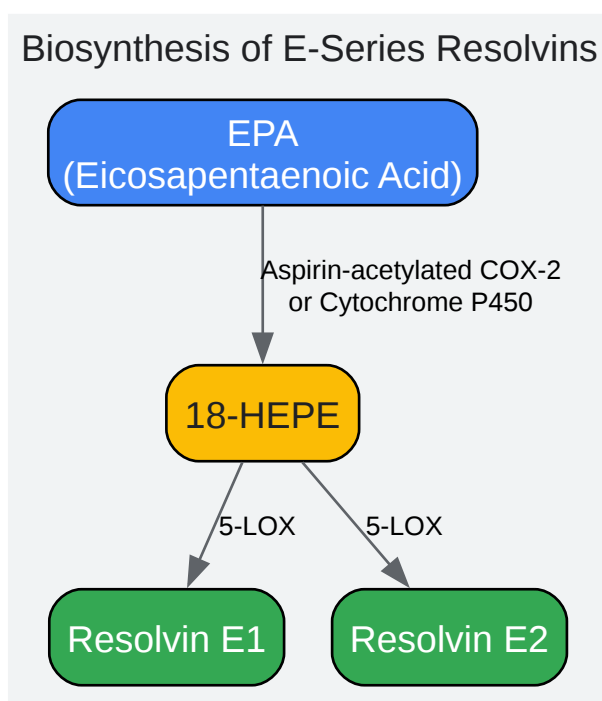 Biosynthesis of E-Series Resolvins
EPA
(Eicosapentaenoic Acid)
Aspirin-acetylated COX-2
or Cytochrome P450
18-HEPE
5-LOX
5-LOX
Resolvin E1
Resolvin E2